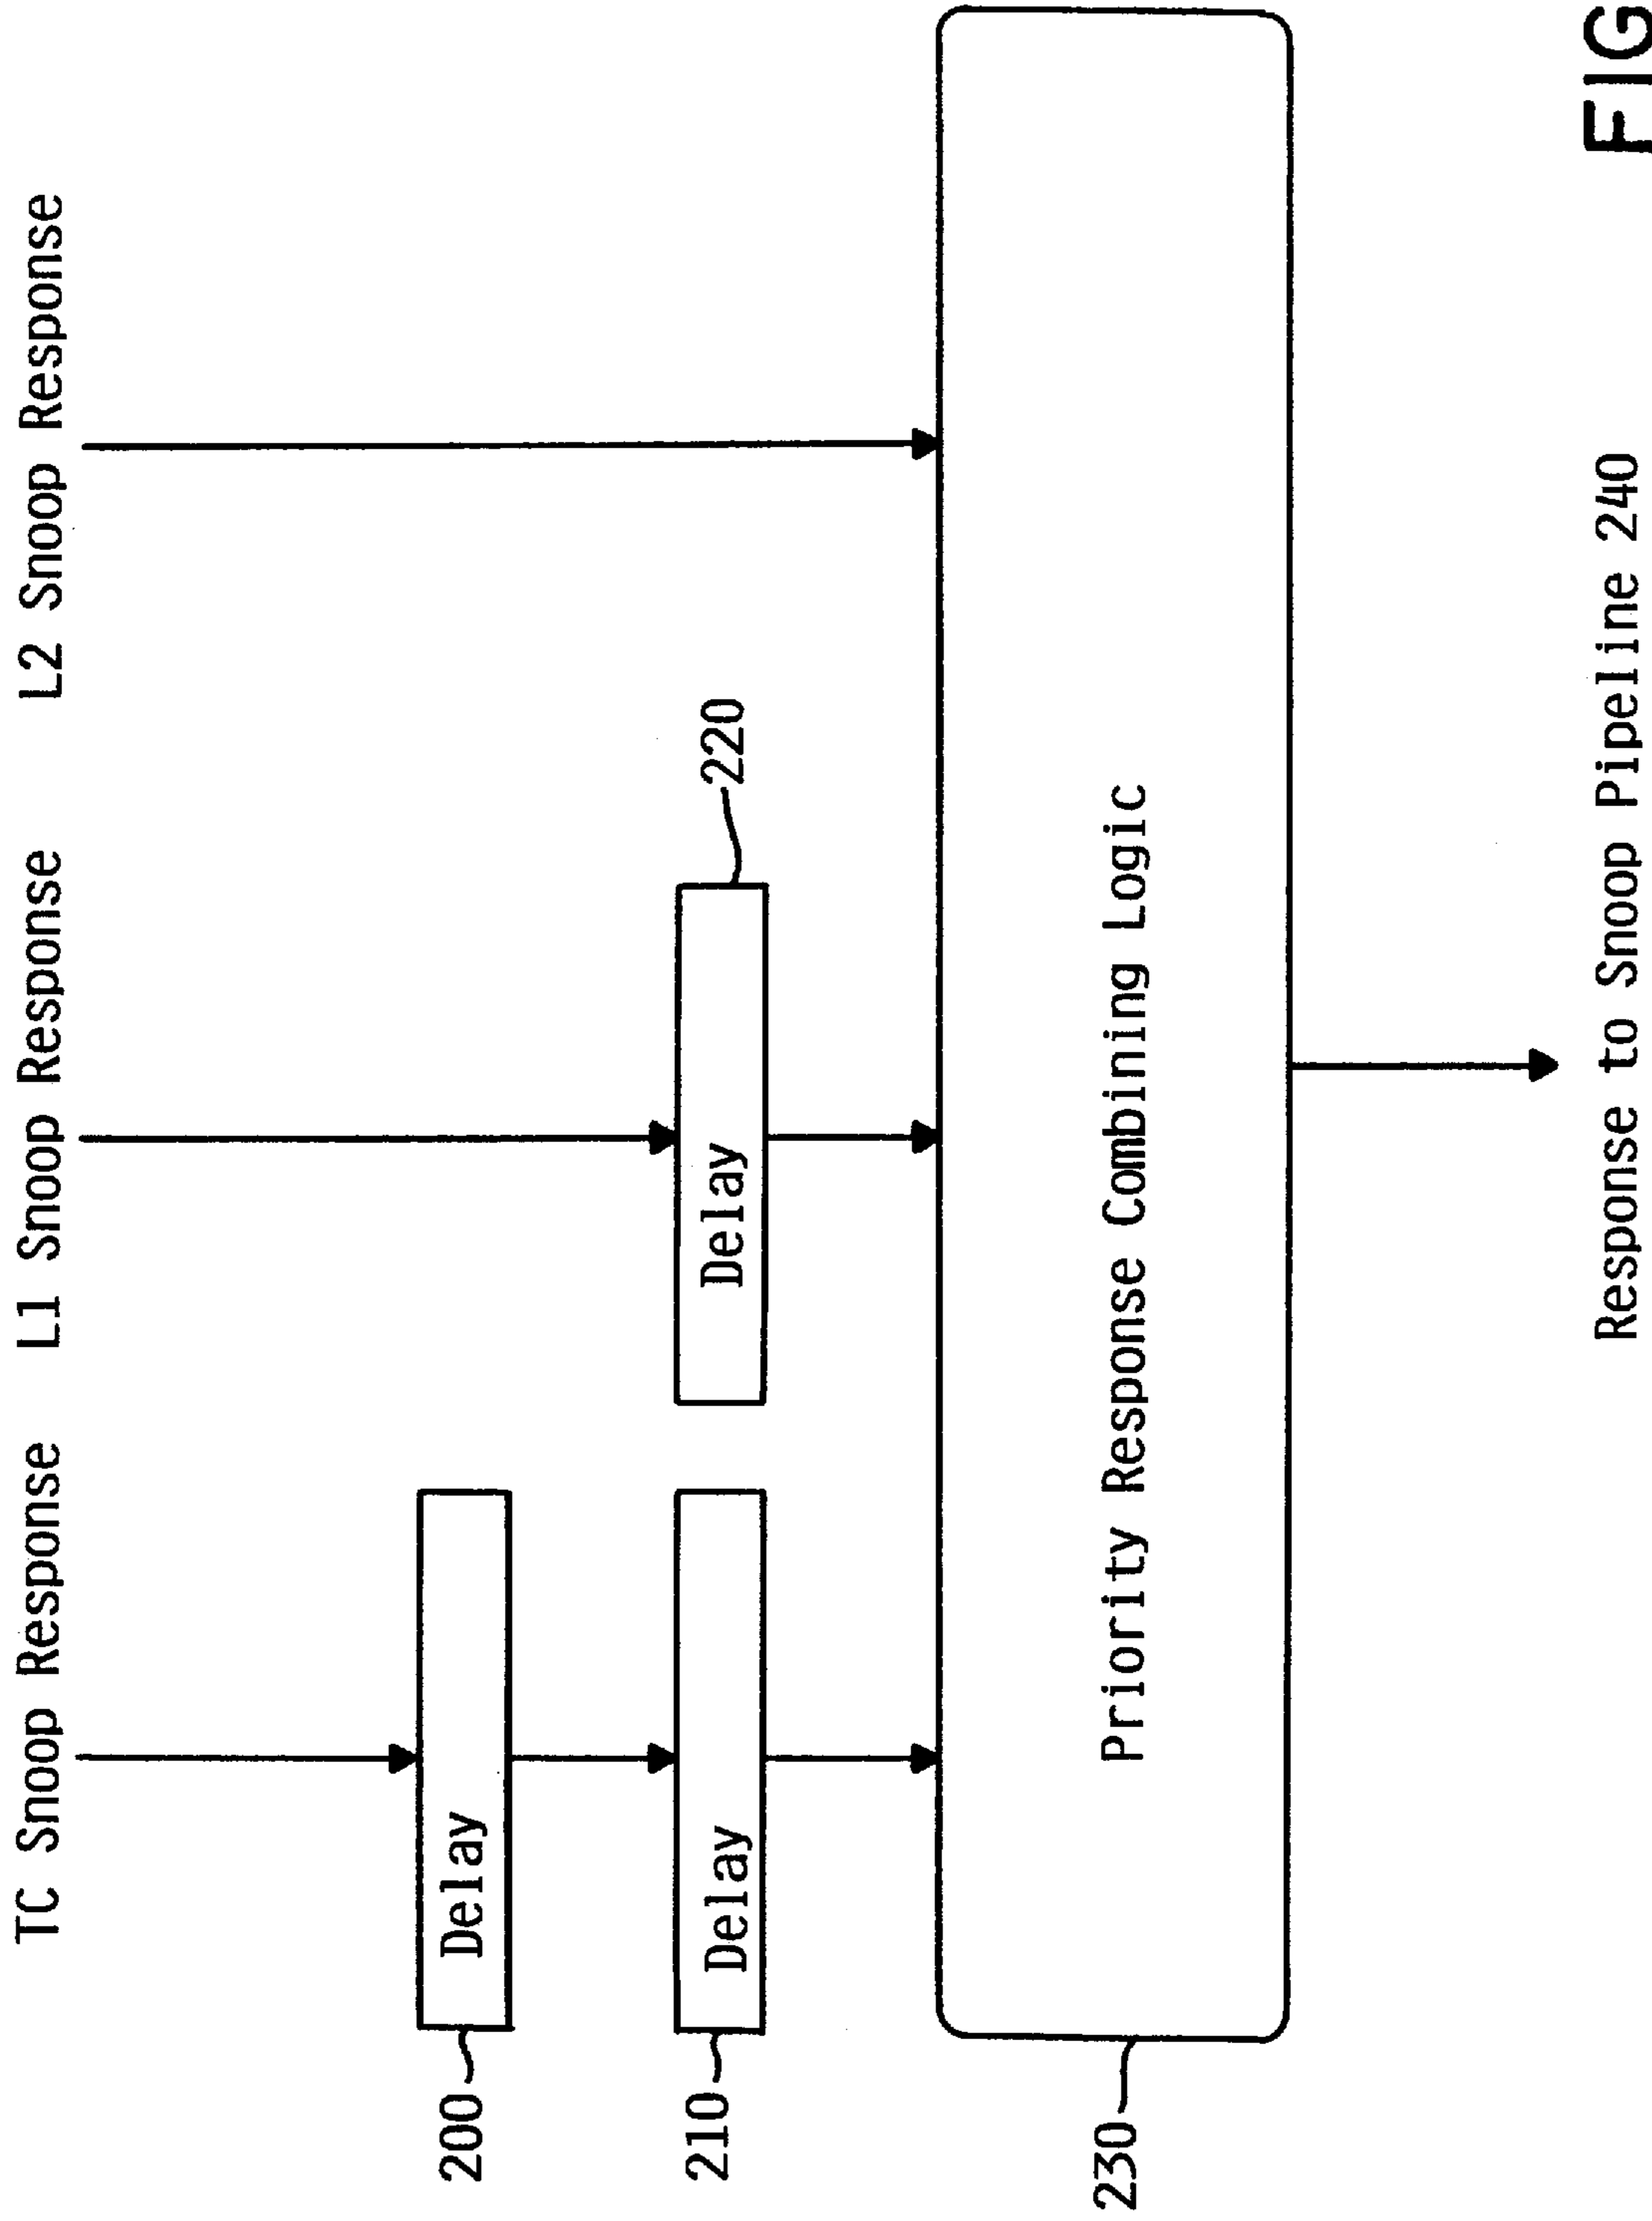 TC Snoop Response L1 Snoop Response L2 Snoop Response
200
Delay
210
Delay
Delay
220
230
Priority Response Combining Logic
Response to Snoop Pipeline 240
FIG